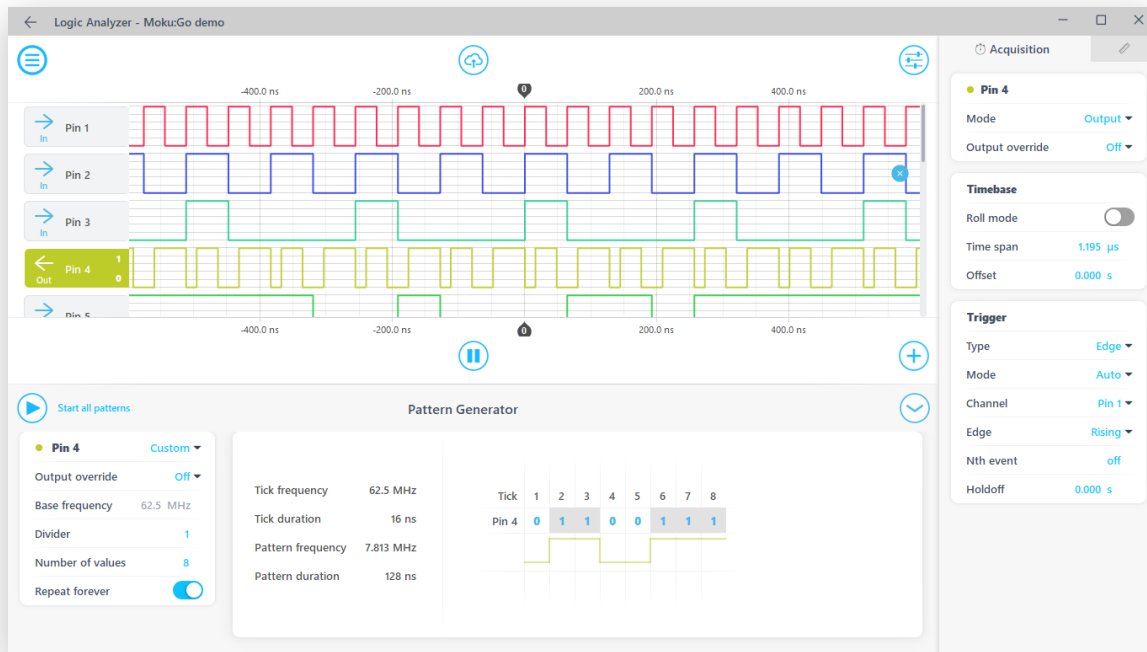 Logic Analyzer - Moku:Go demo
Acquisition
-400.0 ns -200.0 ns 0 200.0 ns 400.0 ns
In Pin 1
In Pin 2
In Pin 3
Out Pin 4 1 0
Pin 5
-400.0 ns -200.0 ns 0 200.0 ns 400.0 ns
Pin 4
Mode Output
Output override Off
Timebase
Roll mode
Time span 1.195 µs
Offset 0.000 s
Trigger
Type Edge
Mode Auto
Channel Pin 1
Edge Rising
Nth event off
Holdoff 0.000 s
Start all patterns
Pattern Generator
Pin 4 Custom
Output override Off
Base frequency 62.5 MHz
Divider 1
Number of values 8
Repeat forever
Tick frequency 62.5 MHz
Tick duration 16 ns
Pattern frequency 7.813 MHz
Pattern duration 128 ns
Tick 1 2 3 4 5 6 7 8
Pin 4 0 1 1 0 0 1 1 1